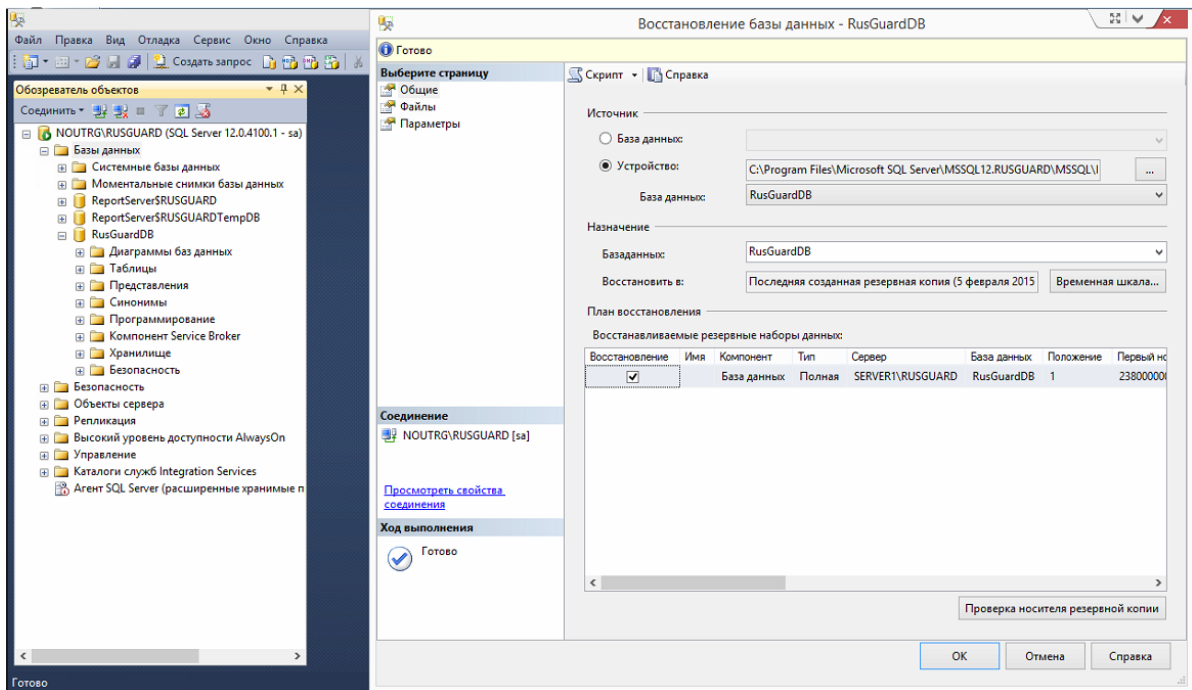 Файл Правка Вид Отладка Сервис Окно Справка
Создать запрос
Обозреватель объектов
Соединить
NOUTRG\RUSGUARD (SQL Server 12.0.4100.1 - sa)
Базы данных
Системные базы данных
Моментальные снимки базы данных
ReportServer$RUSGUARD
ReportServer$RUSGUARDTempDB
RusGuardDB
Диаграммы баз данных
Таблицы
Представления
Синонимы
Программирование
Компонент Service Broker
Хранилище
Безопасность
Безопасность
Объекты сервера
Репликация
Высокий уровень доступности AlwaysOn
Управление
Каталоги служб Integration Services
Агент SQL Server (расширенные хранимые п
Готово
Восстановление базы данных - RusGuardDB
Готово
Выберите страницу
Общие
Файлы
Параметры
Соединение
NOUTRG\RUSGUARD [sa]
Просмотреть свойства
соединения
Ход выполнения
Готово
Скрипт Справка
Источник
База данных:
Устройство: C:\Program Files\Microsoft SQL Server\MSSQL12.RUSGUARD\MSSQL\ ...
База данных: RusGuardDB
Назначение
Базаданных: RusGuardDB
Восстановить в: Последняя созданная резервная копия (5 февраля 2015 Временная шкала...
План восстановления
Восстанавливаемые резервные наборы данных:
Восстановление Имя Компонент Тип Сервер База данных Положение Первый но
База данных Полная SERVER1\RUSGUARD RusGuardDB 1 23800000
Проверка носителя резервной копии
ОК Отмена Справка